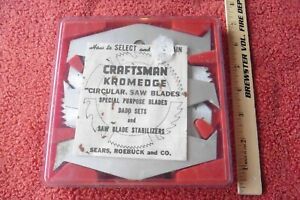 How to SELECT and
CRAFTSMAN
KROMEDGE
"CIRCULAR" SAW BLADES
SPECIAL PURPOSE BLADES
DADO SETS
and
SAW BLADE STABILIZERS
SEARS, ROEBUCK and CO.
BREWSTER VOL. FIRE DEP